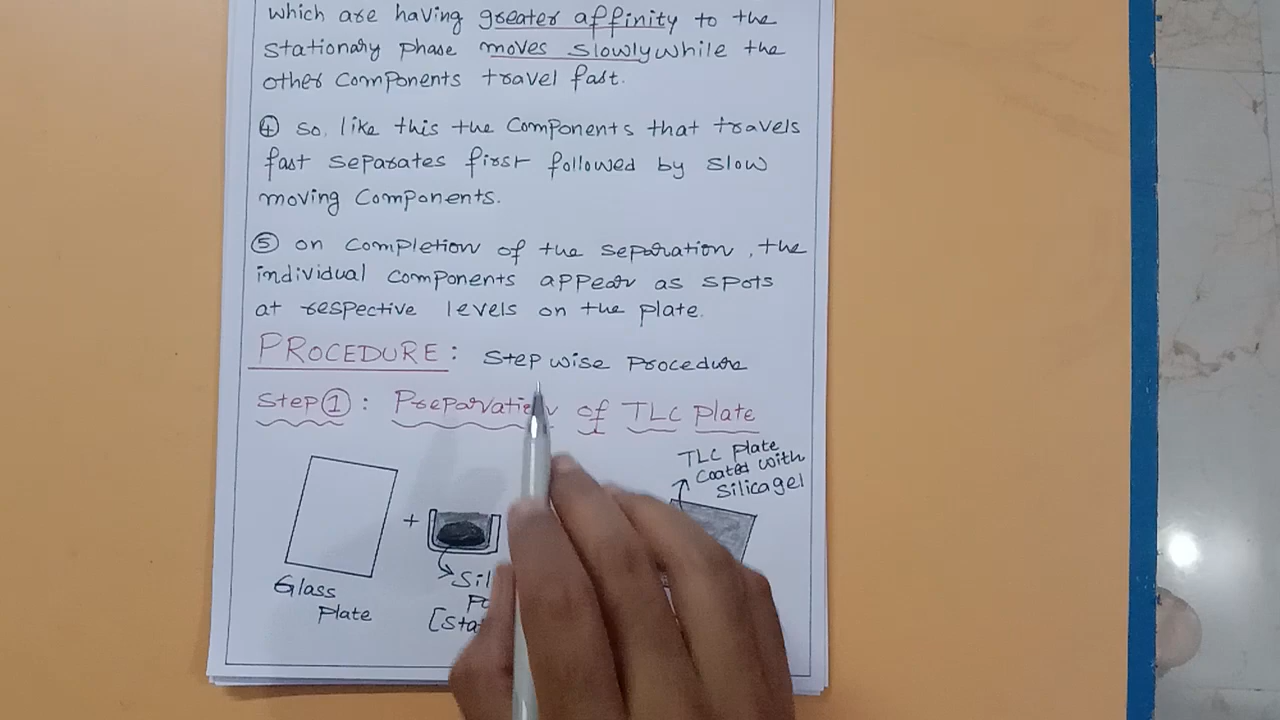 which are having greater affinity to the
stationary phase moves slowly while the
other components travel fast.
④ so, like this the components that travels
fast separates first followed by slow
moving components.
⑤ on completion of the separation, the
individual components appear as spots
at respective levels on the plate.
PROCEDURE: Step wise Procedure
Step ①: Preparation of TLC plate
TLC plate
coated with
silicagel
+
Glass
plate